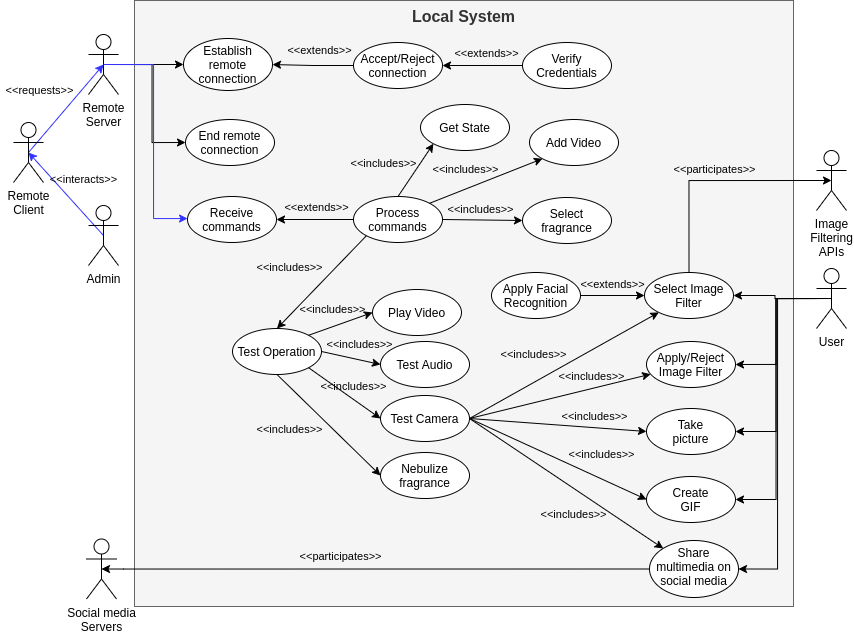 Local System
Establish
remote
connection
<<extends>>
Accept/Reject
connection
<<extends>>
Verify
Credentials
<<requests>>
Remote
Server
End remote
connection
Get State
Add Video
<<includes>>
<<includes>>
<<participates>>
<<interacts>>
Remote
Client
Receive
commands
<<extends>>
Process
commands
<<includes>>
Select
fragrance
Image
Filtering
APIs
Admin
<<includes>>
Apply Facial
Recognition
<<extends>>
Select Image
Filter
<<includes>>
Play Video
User
Test Operation
<<includes>>
Test Audio
<<includes>>
Apply/Reject
Image Filter
<<includes>>
<<includes>>
Test Camera
<<includes>>
Take
picture
<<includes>>
<<includes>>
Nebulize
fragrance
Create
GIF
<<includes>>
<<participates>>
Share
multimedia on
social media
Social media
Servers